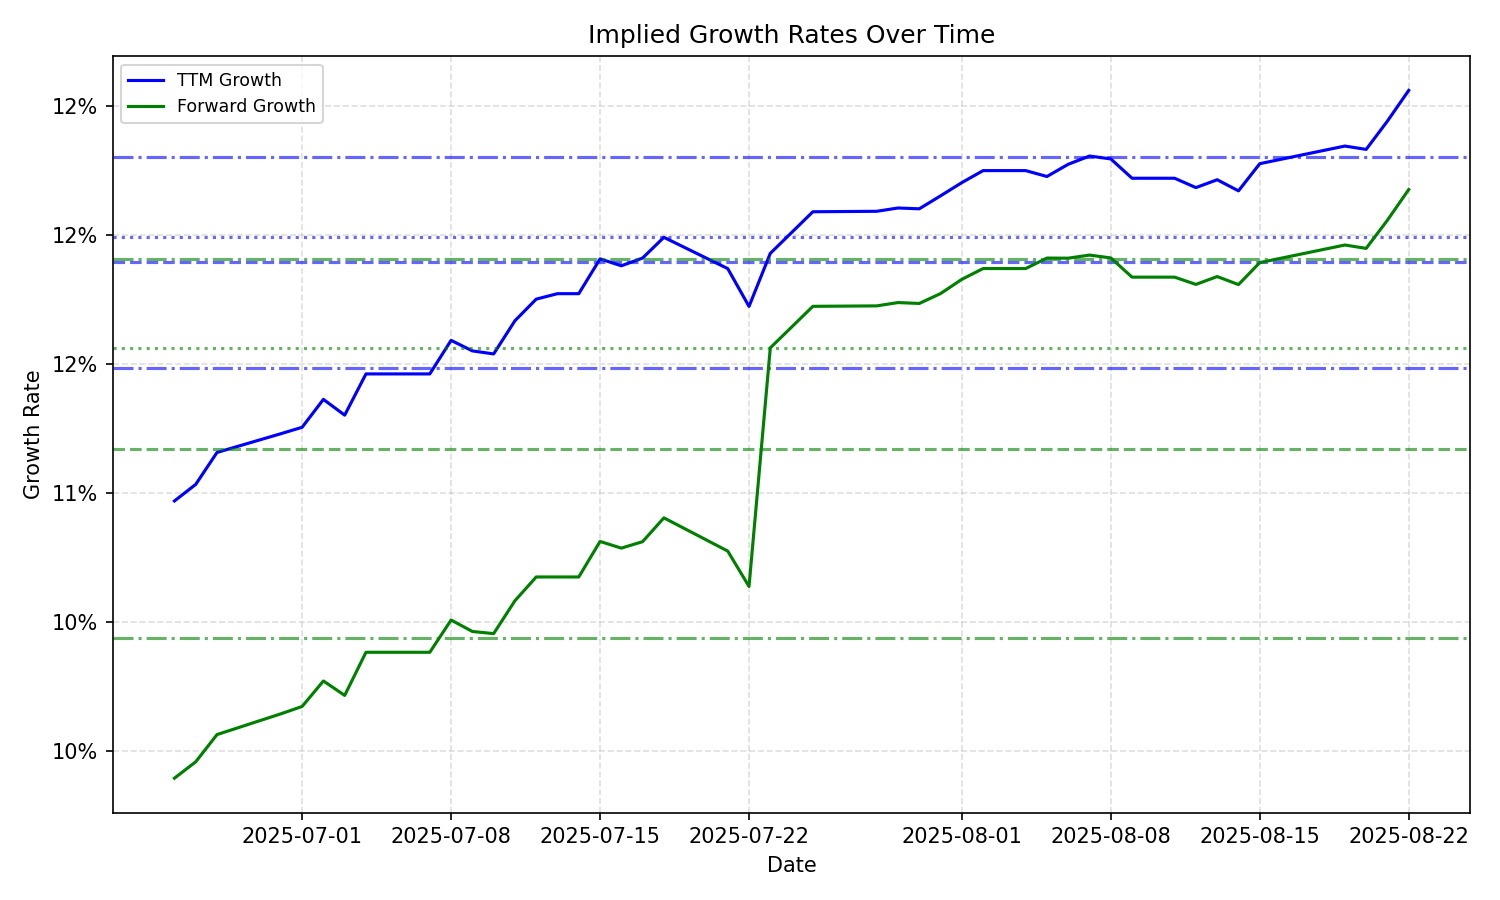 Implied Growth Rates Over Time
TTM Growth
Forward Growth
12%
12%
12%
11%
10%
10%
Growth Rate
2025-07-01
2025-07-08
2025-07-15
2025-07-22
2025-08-01
2025-08-08
2025-08-15
2025-08-22
Date